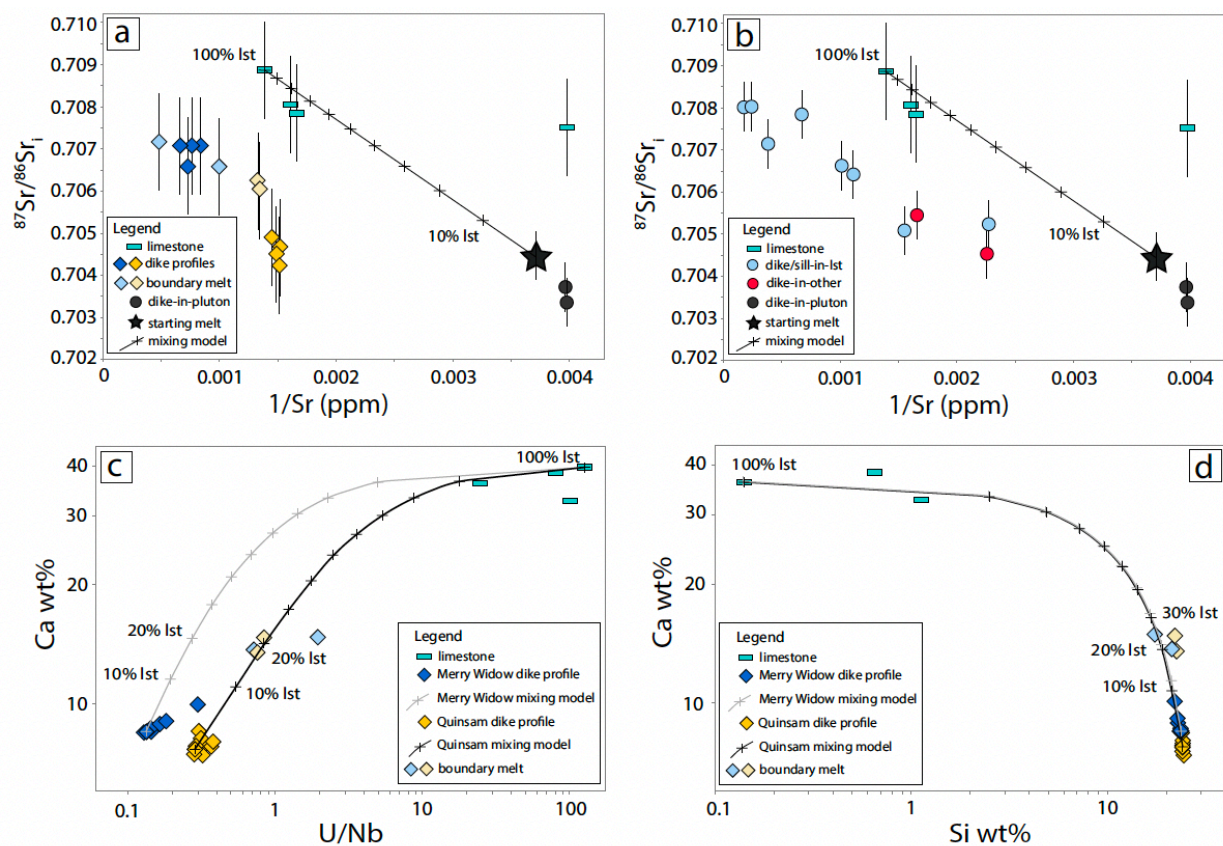 a
0.710
0.709
0.708
0.707
0.706
0.705
0.704
0.703
0.702
87Sr/86Sri
100% lst
10% lst
Legend
limestone
dike profiles
boundary melt
dike-in-pluton
starting melt
mixing model
0
0.001
0.002
0.003
0.004
1/Sr (ppm)
b
0.710
0.709
0.708
0.707
0.706
0.705
0.704
0.703
0.702
87Sr/86Sri
100% lst
10% lst
Legend
limestone
dike/sill-in-lst
dike-in-other
dike-in-pluton
starting melt
mixing model
0
0.001
0.002
0.003
0.004
1/Sr (ppm)
c
40
30
20
10
Ca wt%
100% lst
20% lst
10% lst
20% lst
10% lst
Legend
limestone
Merry Widow dike profile
Merry Widow mixing model
Quinsam dike profile
Quinsam mixing model
boundary melt
0.1
1
10
100
U/Nb
d
40
30
20
10
Ca wt%
100% lst
30% lst
20% lst
10% lst
Legend
limestone
Merry Widow dike profile
Merry Widow mixing model
Quinsam dike profile
Quinsam mixing model
boundary melt
0.1
1
10
Si wt%